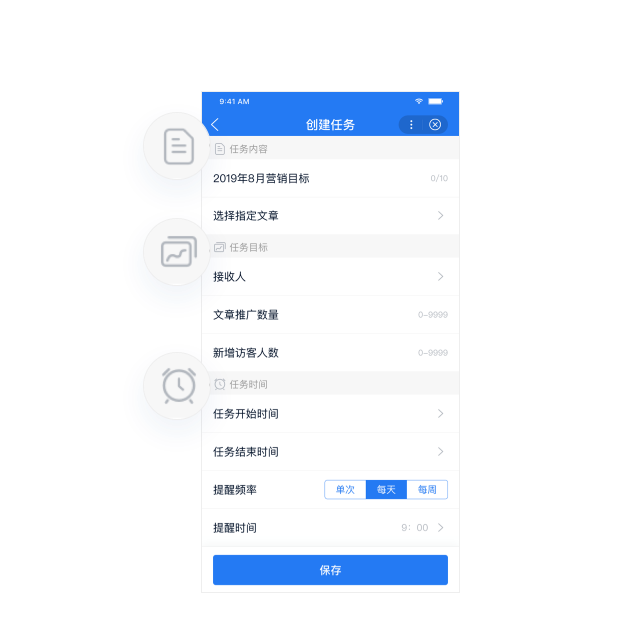 9:41 AM
创建任务
任务内容
2019年8月营销目标 0/10
选择指定文章
任务目标
接收人
文章推广数量 0-9999
新增访客人数 0-9999
任务时间
任务开始时间
任务结束时间
提醒频率 单次 每天 每周
提醒时间 9: 00
保存